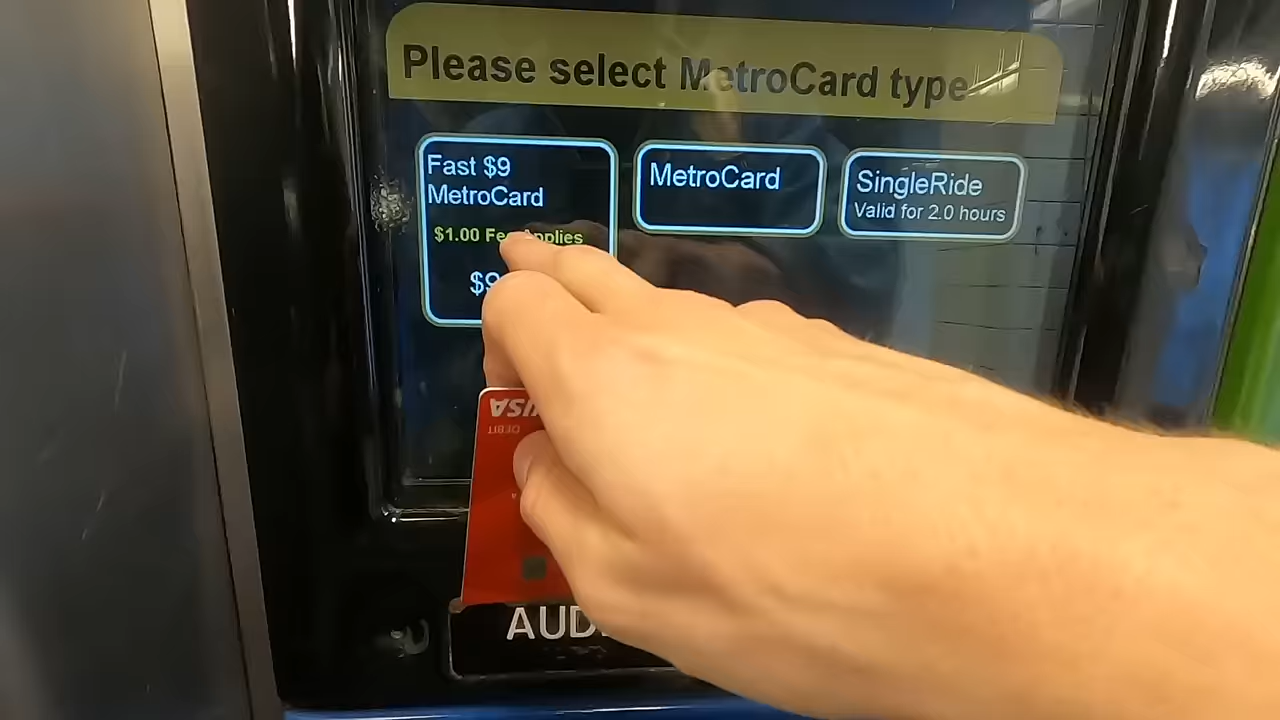 Please select MetroCard type
Fast $9
MetroCard
$1.00 Fee Applies
$9
MetroCard
SingleRide
Valid for 2.0 hours
VISA
DEBIT